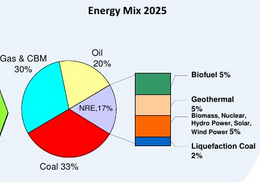 Energy Mix 2025
Oil
20%
Gas & CBM
30%
NRE,17%
Coal 33%
Biofuel 5%
Geothermal
5%
Biomass, Nuclear,
Hydro Power, Solar,
Wind Power 5%
Liquefaction Coal
2%